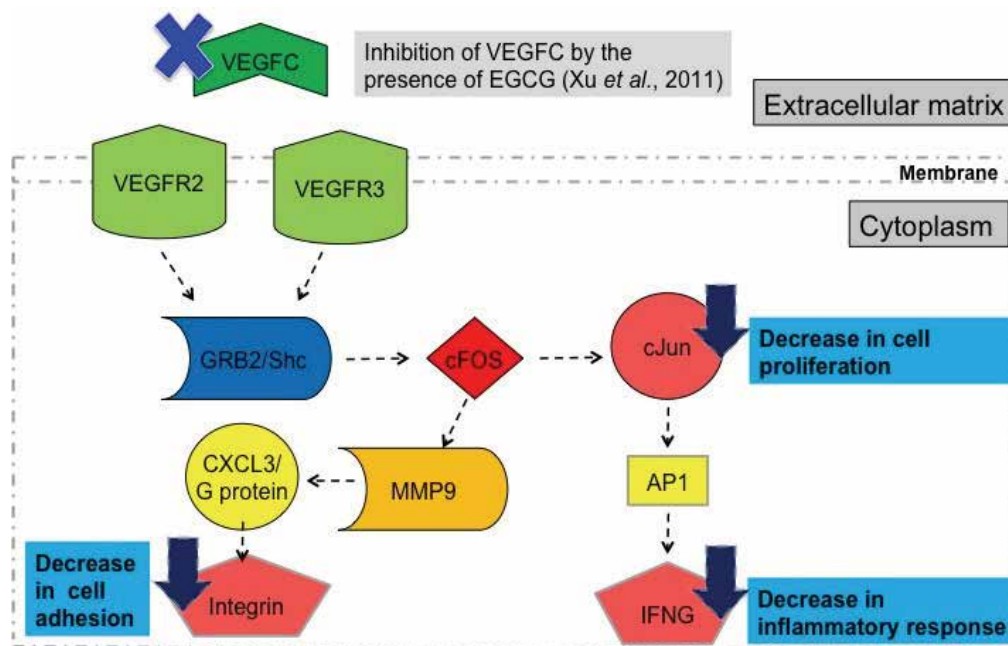 VEGFC
Inhibition of VEGFC by the
presence of EGCG (Xu et al., 2011)
Extracellular matrix
VEGFR2
VEGFR3
Membrane
Cytoplasm
GRB2/Shc
cFOS
cJun
Decrease in cell
proliferation
CXCL3/
G protein
MMP9
AP1
Decrease
in cell
adhesion
Integrin
IFNG
Decrease in
inflammatory response